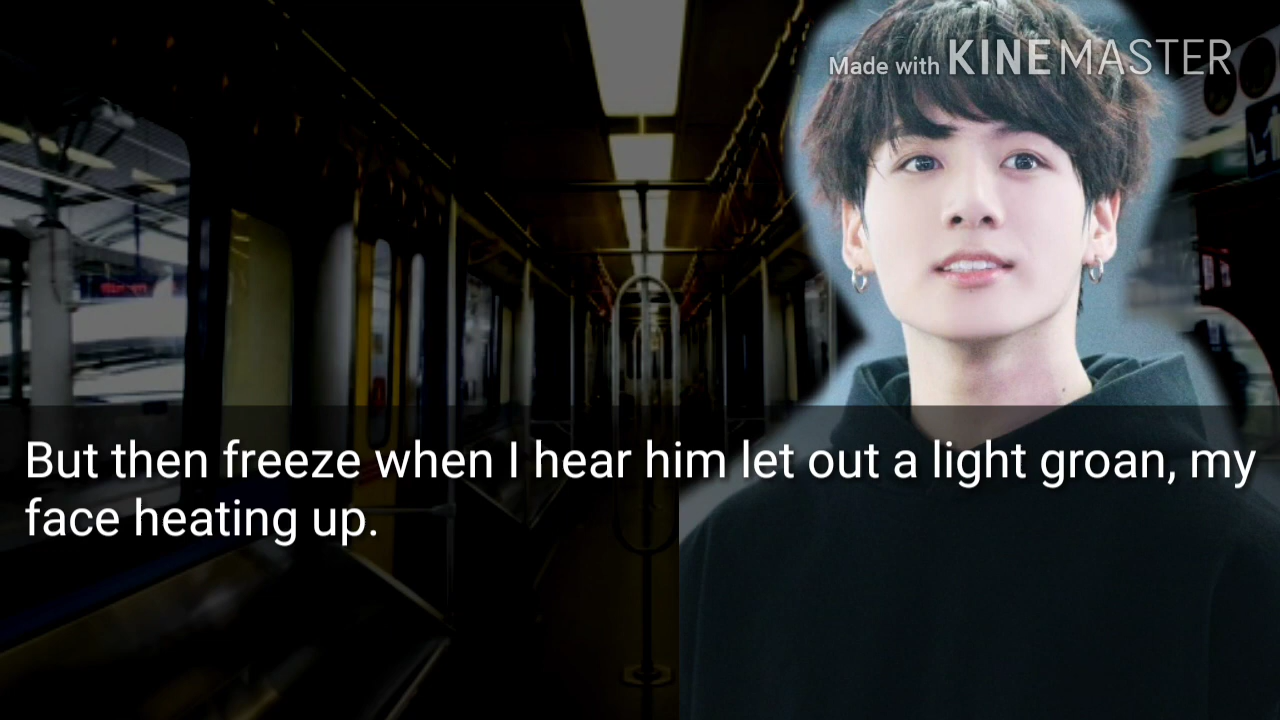 Made with KINEMASTER
But then freeze when I hear him let out a light groan, my
face heating up.